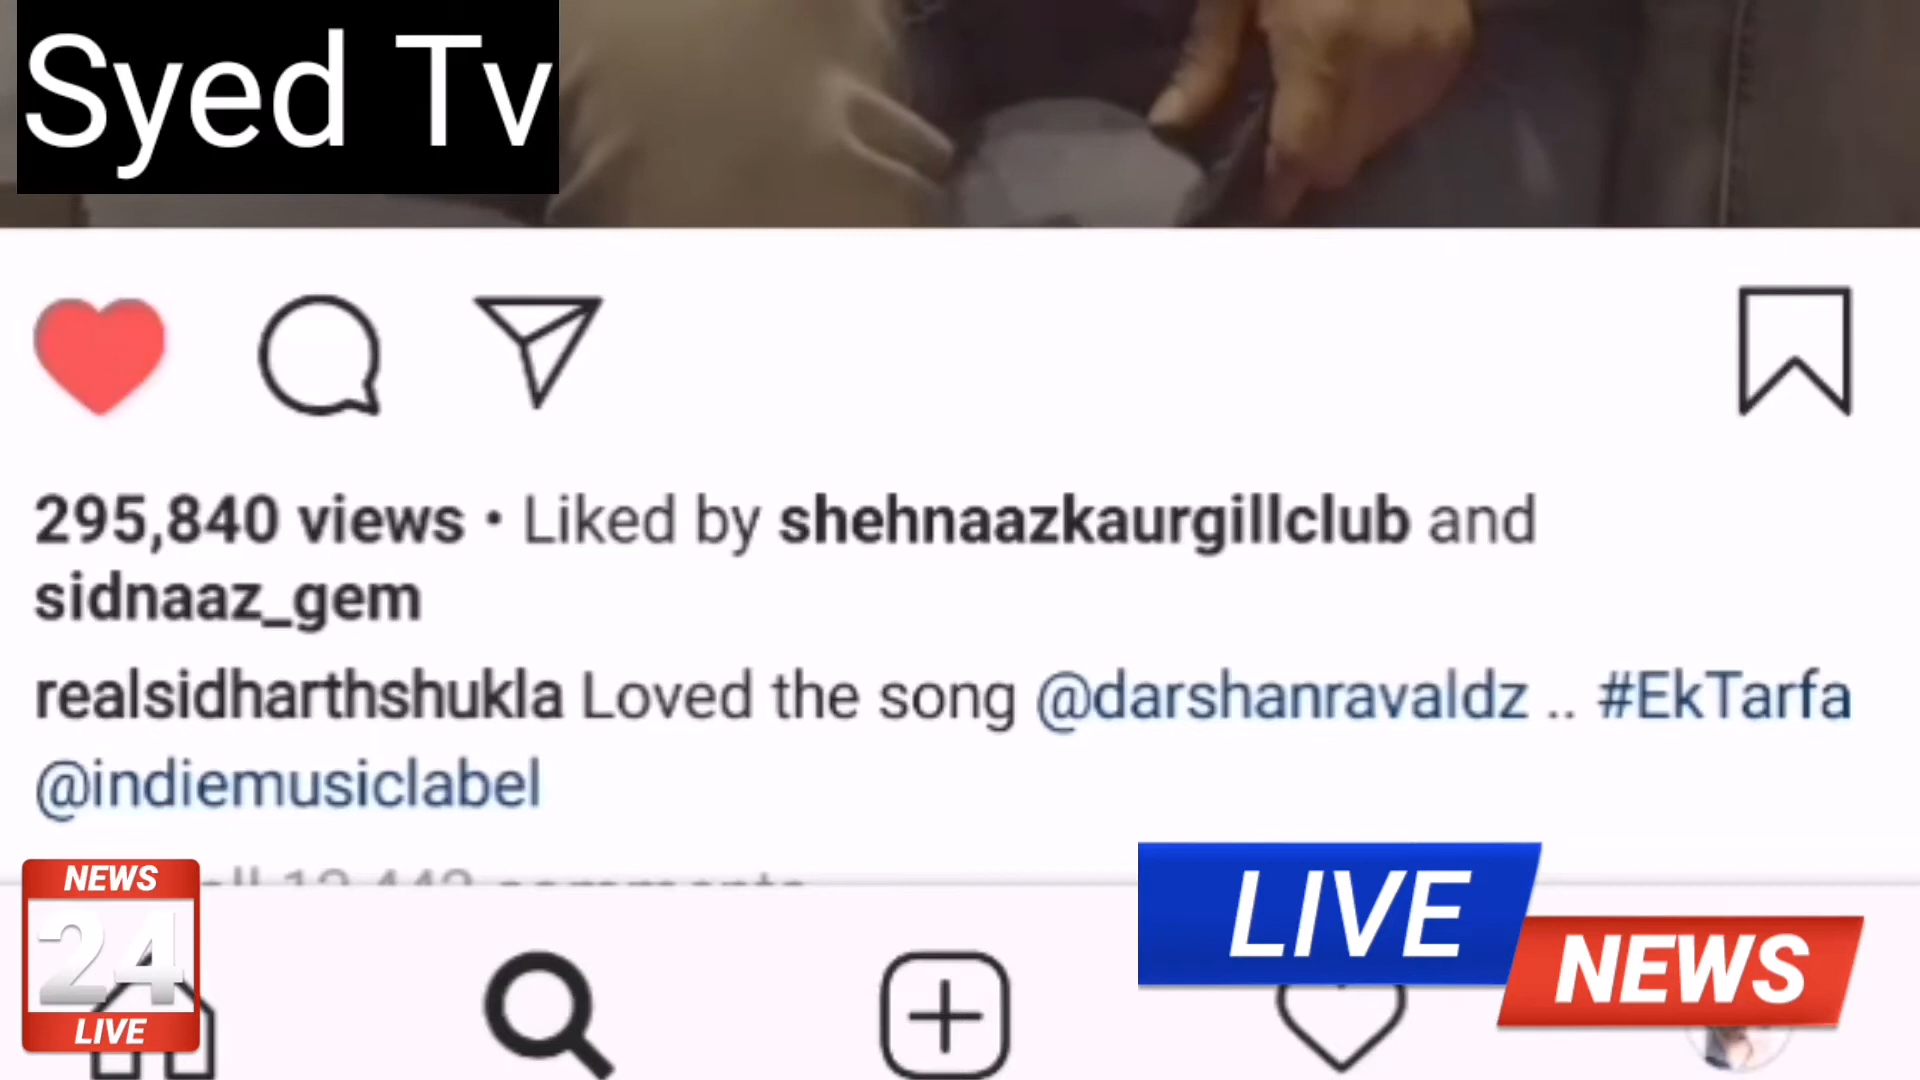 Syed Tv
295,840 views • Liked by shehnaazkaurgillclub and
sidnaaz_gem
realsidharthshukla Loved the song @darshanravaldz .. #EkTarfa
@indiemusiclabel
NEWS
24
LIVE
LIVE
NEWS